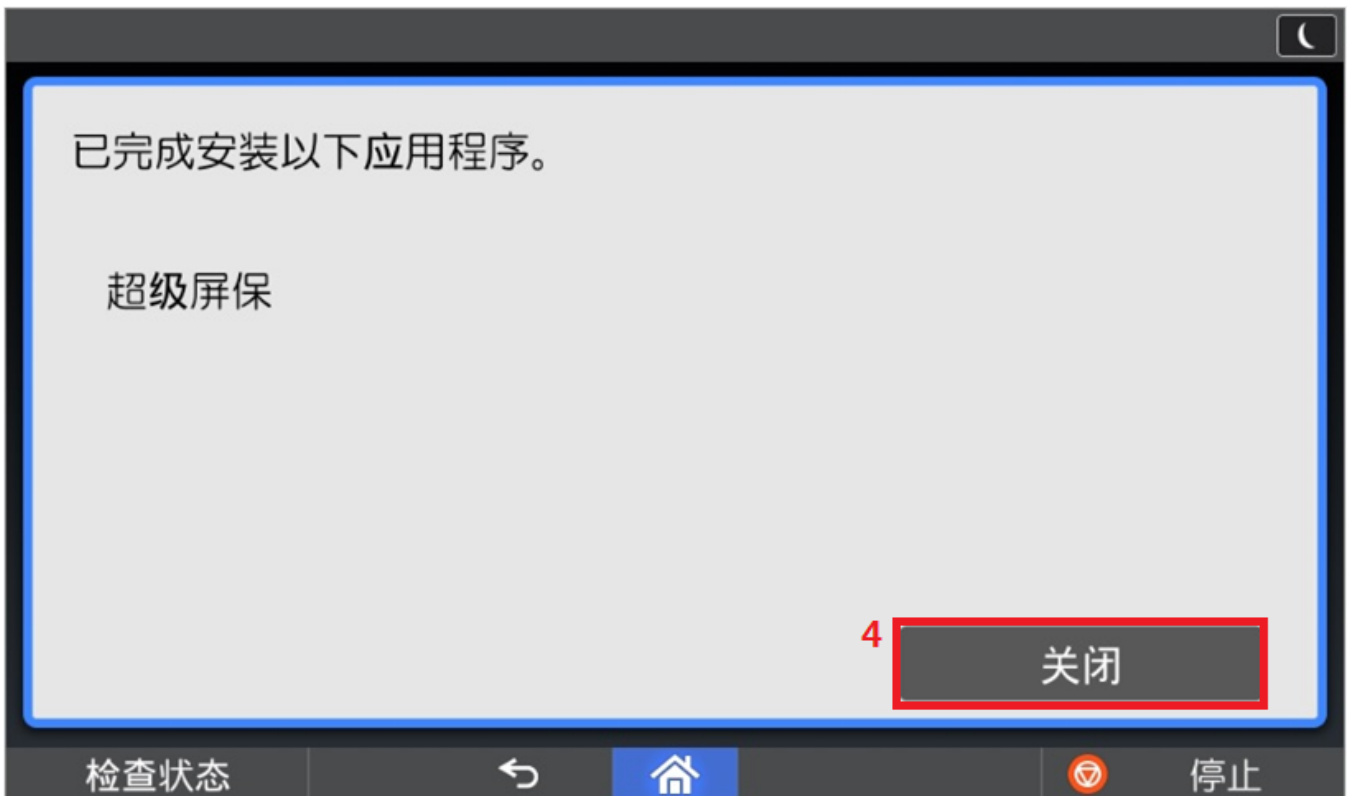 已完成安装以下应用程序。
超级屏保
4
关闭
检查状态
停止